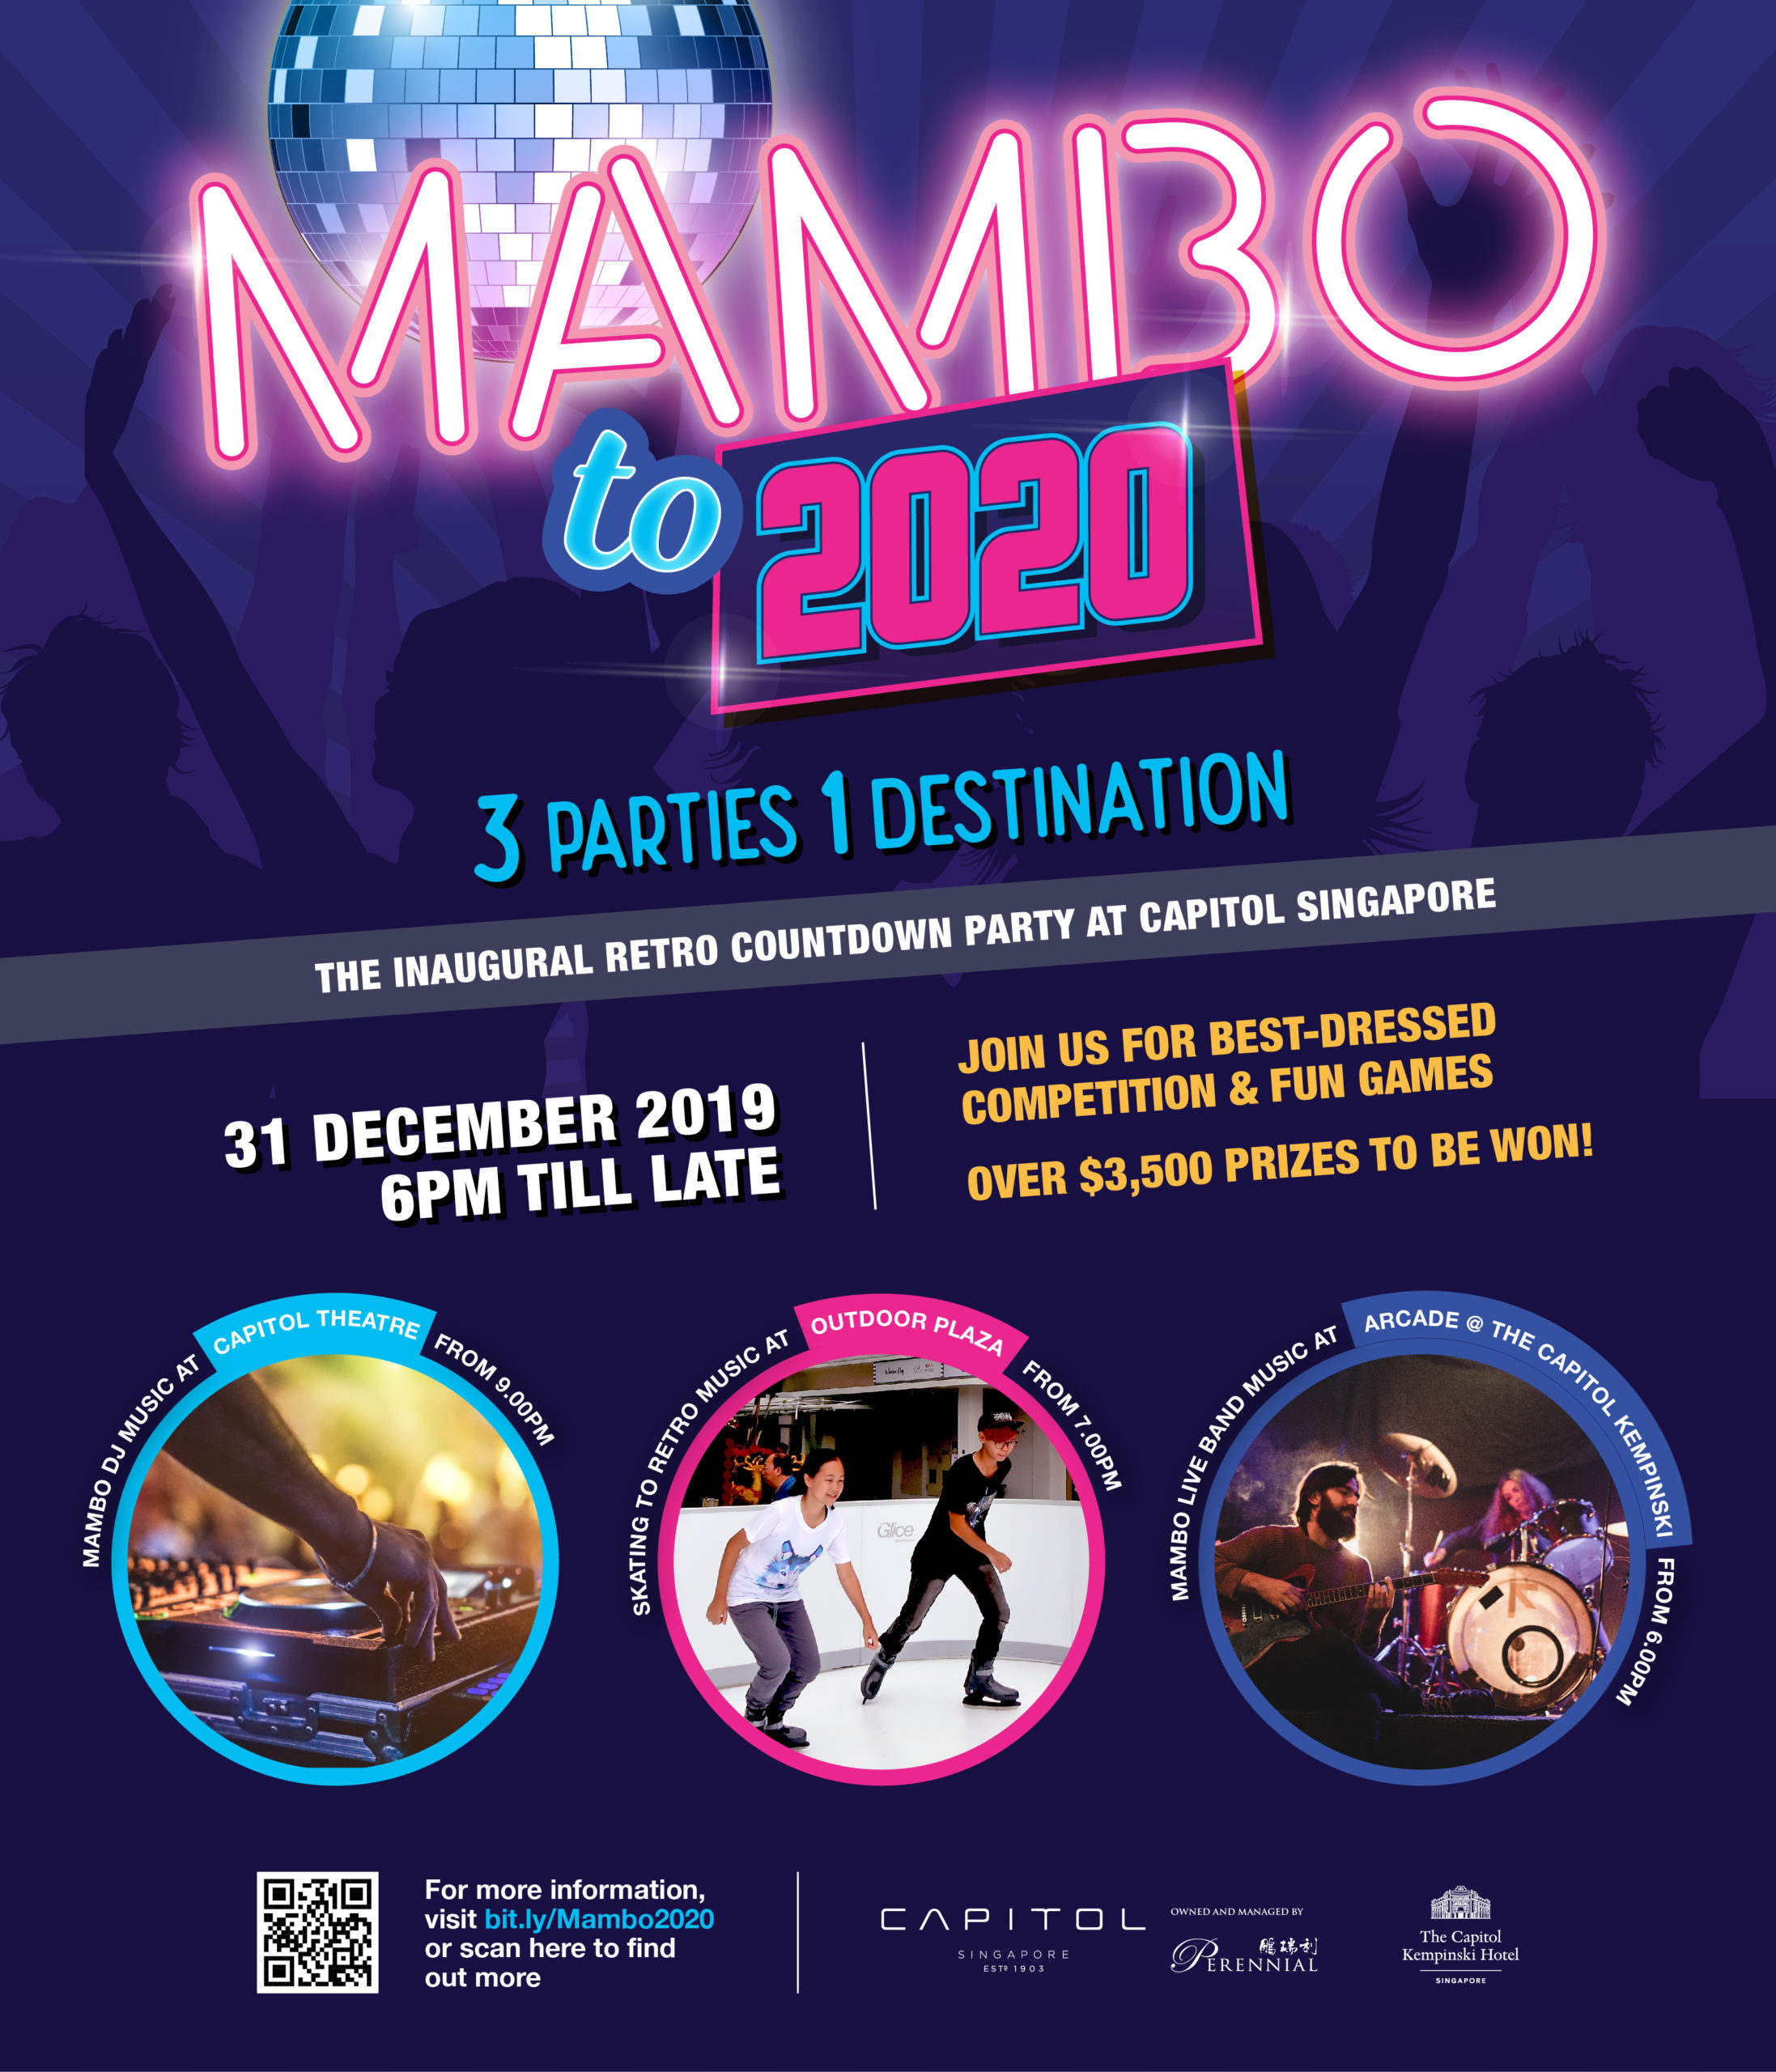 MAMBO
to 2020
3 PARTIES 1 DESTINATION
THE INAUGURAL RETRO COUNTDOWN PARTY AT CAPITOL SINGAPORE
31 DECEMBER 2019
6PM TILL LATE
JOIN US FOR BEST-DRESSED
COMPETITION & FUN GAMES
OVER $3,500 PRIZES TO BE WON!
MAMBO DJ MUSIC AT CAPITOL THEATRE FROM 9.00PM
SKATING TO RETRO MUSIC AT OUTDOOR PLAZA FROM 7.00PM
Glice
MAMBO LIVE BAND MUSIC AT ARCADE @ THE CAPITOL KEMPINSKI FROM 6.00PM
For more information,
visit bit.ly/Mambo2020
or scan here to find
out more
CAPITOL
SINGAPORE
ESTD 1903
OWNED AND MANAGED BY
鵬瑞利
PERENNIAL
The Capitol
Kempinski Hotel
SINGAPORE